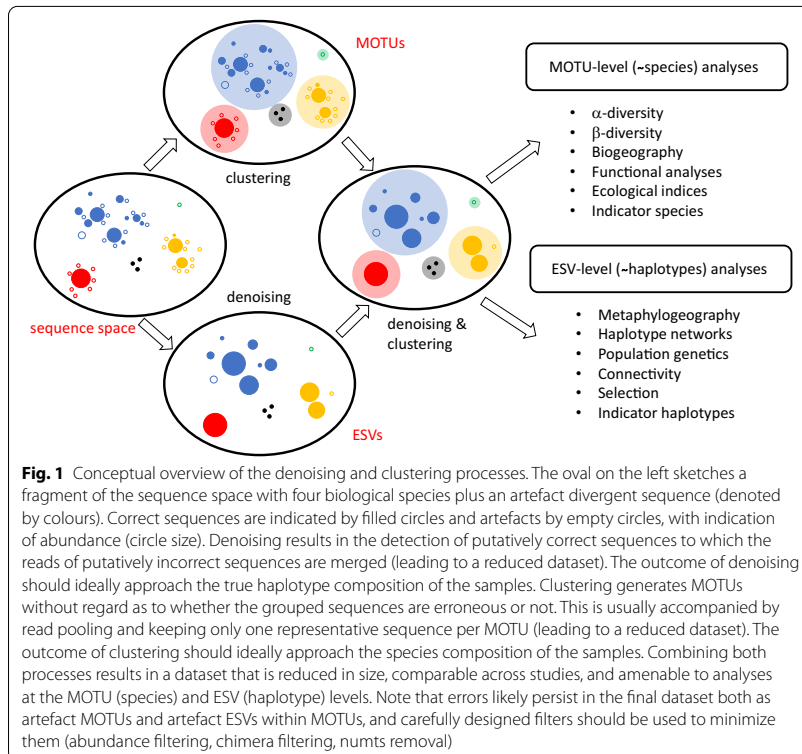 MOTUs
clustering
sequence space
denoising
ESVs
denoising &
clustering
MOTU-level (~species) analyses
• α-diversity
• β-diversity
• Biogeography
• Functional analyses
• Ecological indices
• Indicator species
ESV-level (~haplotypes) analyses
• Metaphylogeography
• Haplotype networks
• Population genetics
• Connectivity
• Selection
• Indicator haplotypes
Fig. 1 Conceptual overview of the denoising and clustering processes. The oval on the left sketches a
fragment of the sequence space with four biological species plus an artefact divergent sequence (denoted
by colours). Correct sequences are indicated by filled circles and artefacts by empty circles, with indication
of abundance (circle size). Denoising results in the detection of putatively correct sequences to which the
reads of putatively incorrect sequences are merged (leading to a reduced dataset). The outcome of denoising
should ideally approach the true haplotype composition of the samples. Clustering generates MOTUs
without regard as to whether the grouped sequences are erroneous or not. This is usually accompanied by
read pooling and keeping only one representative sequence per MOTU (leading to a reduced dataset). The
outcome of clustering should ideally approach the species composition of the samples. Combining both
processes results in a dataset that is reduced in size, comparable across studies, and amenable to analyses
at the MOTU (species) and ESV (haplotype) levels. Note that errors likely persist in the final dataset both as
artefact MOTUs and artefact ESVs within MOTUs, and carefully designed filters should be used to minimize
them (abundance filtering, chimera filtering, numts removal)